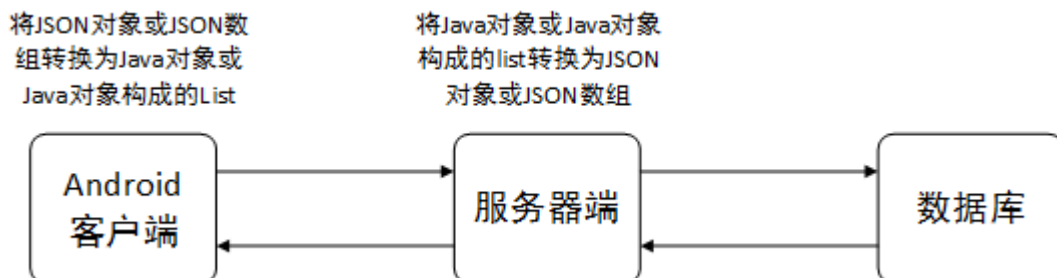 将JSON对象或JSON数
组转换为Java对象或
Java对象构成的List
将Java对象或Java对象
构成的list转换为JSON
对象或JSON数组
Android
客户端
服务器端
数据库